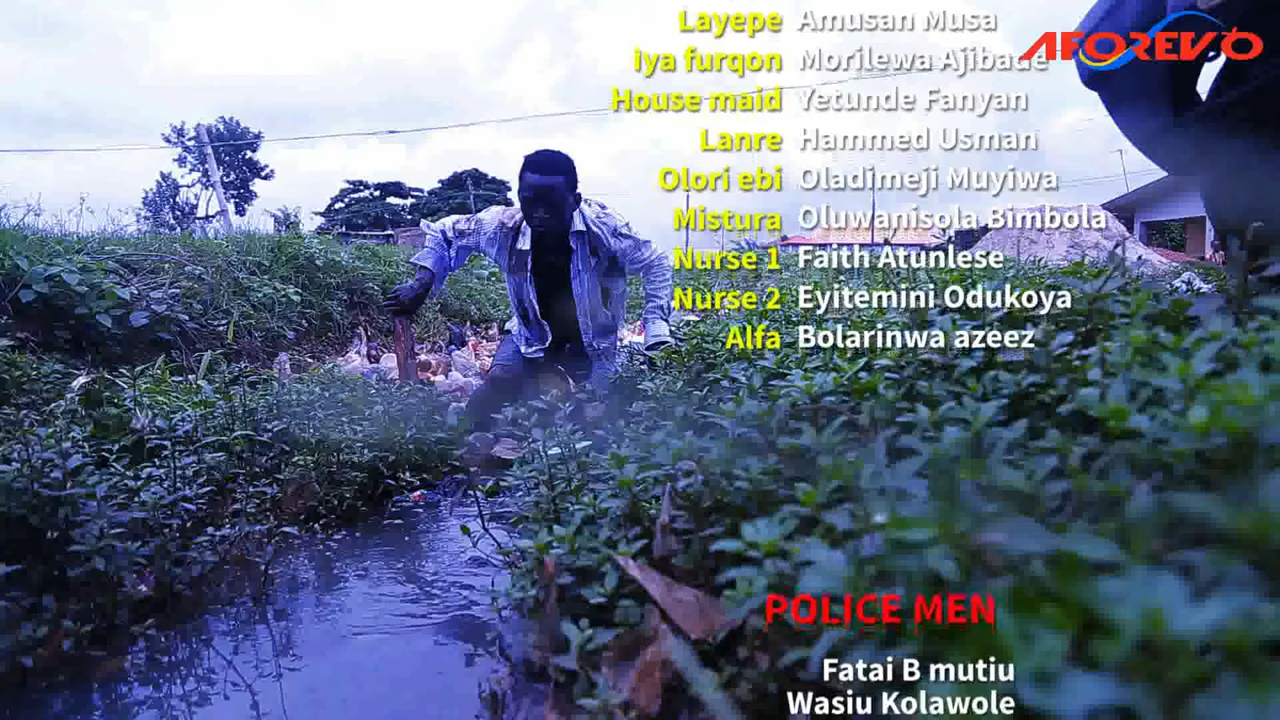 AFOREVO
Layepe Amusan Musa
Iya furqon Morilewa Ajibade
House maid Yetunde Fanyan
Lanre Hammed Usman
Olori ebi Oladimeji Muyiwa
Mistura Oluwanisola Bimbola
Nurse 1 Faith Atunlese
Nurse 2 Eyitemini Odukoya
Alfa Bolarinwa azeez
POLICE MEN
Fatai B mutiu
Wasiu Kolawole